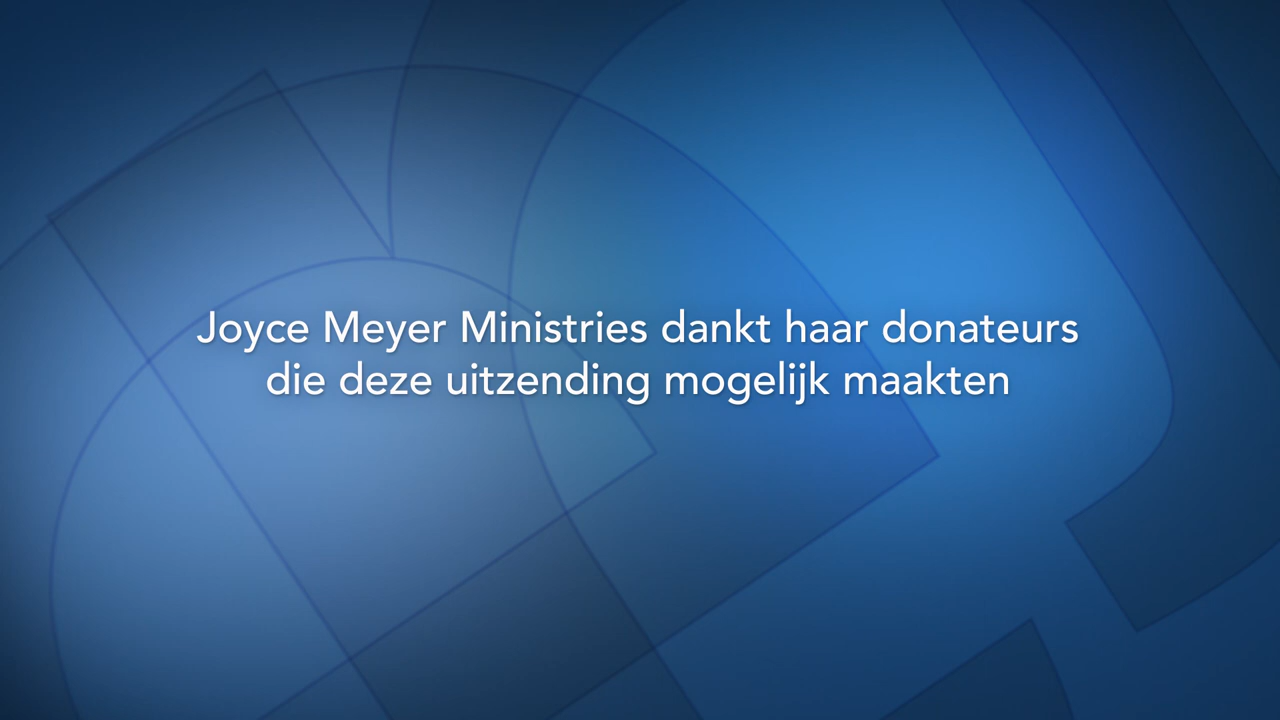 Joyce Meyer Ministries dankt haar donateurs
die deze uitzending mogelijk maakten